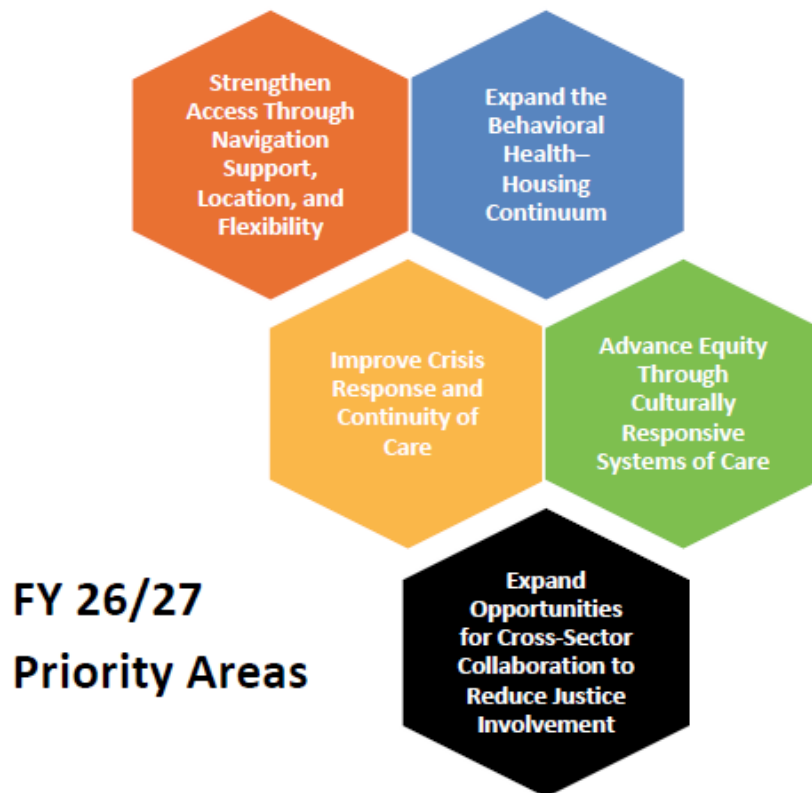 Strengthen
Access Through
Navigation
Support,
Location, and
Flexibility
Expand the
Behavioral
Health–
Housing
Continuum
Improve Crisis
Response and
Continuity of
Care
Advance Equity
Through
Culturally
Responsive
Systems of Care
Expand
Opportunities
for Cross-Sector
Collaboration to
Reduce Justice
Involvement
FY 26/27
Priority Areas